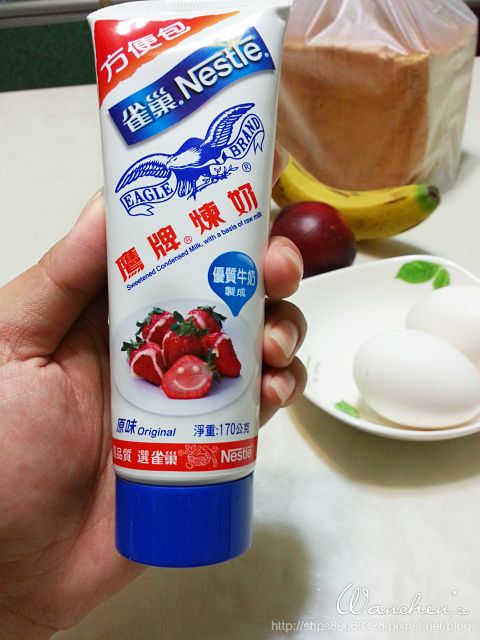 方便包
雀巢®Nestlé®
EAGLE BRAND®
鷹牌®煉奶
Sweetened Condensed Milk, with a basis of raw milk
優質牛奶
製成
原味 Original 淨重:170公克
品質 選雀巢® Nestlé
Wanchen's
http://shps89060328.pixnet.net/blog